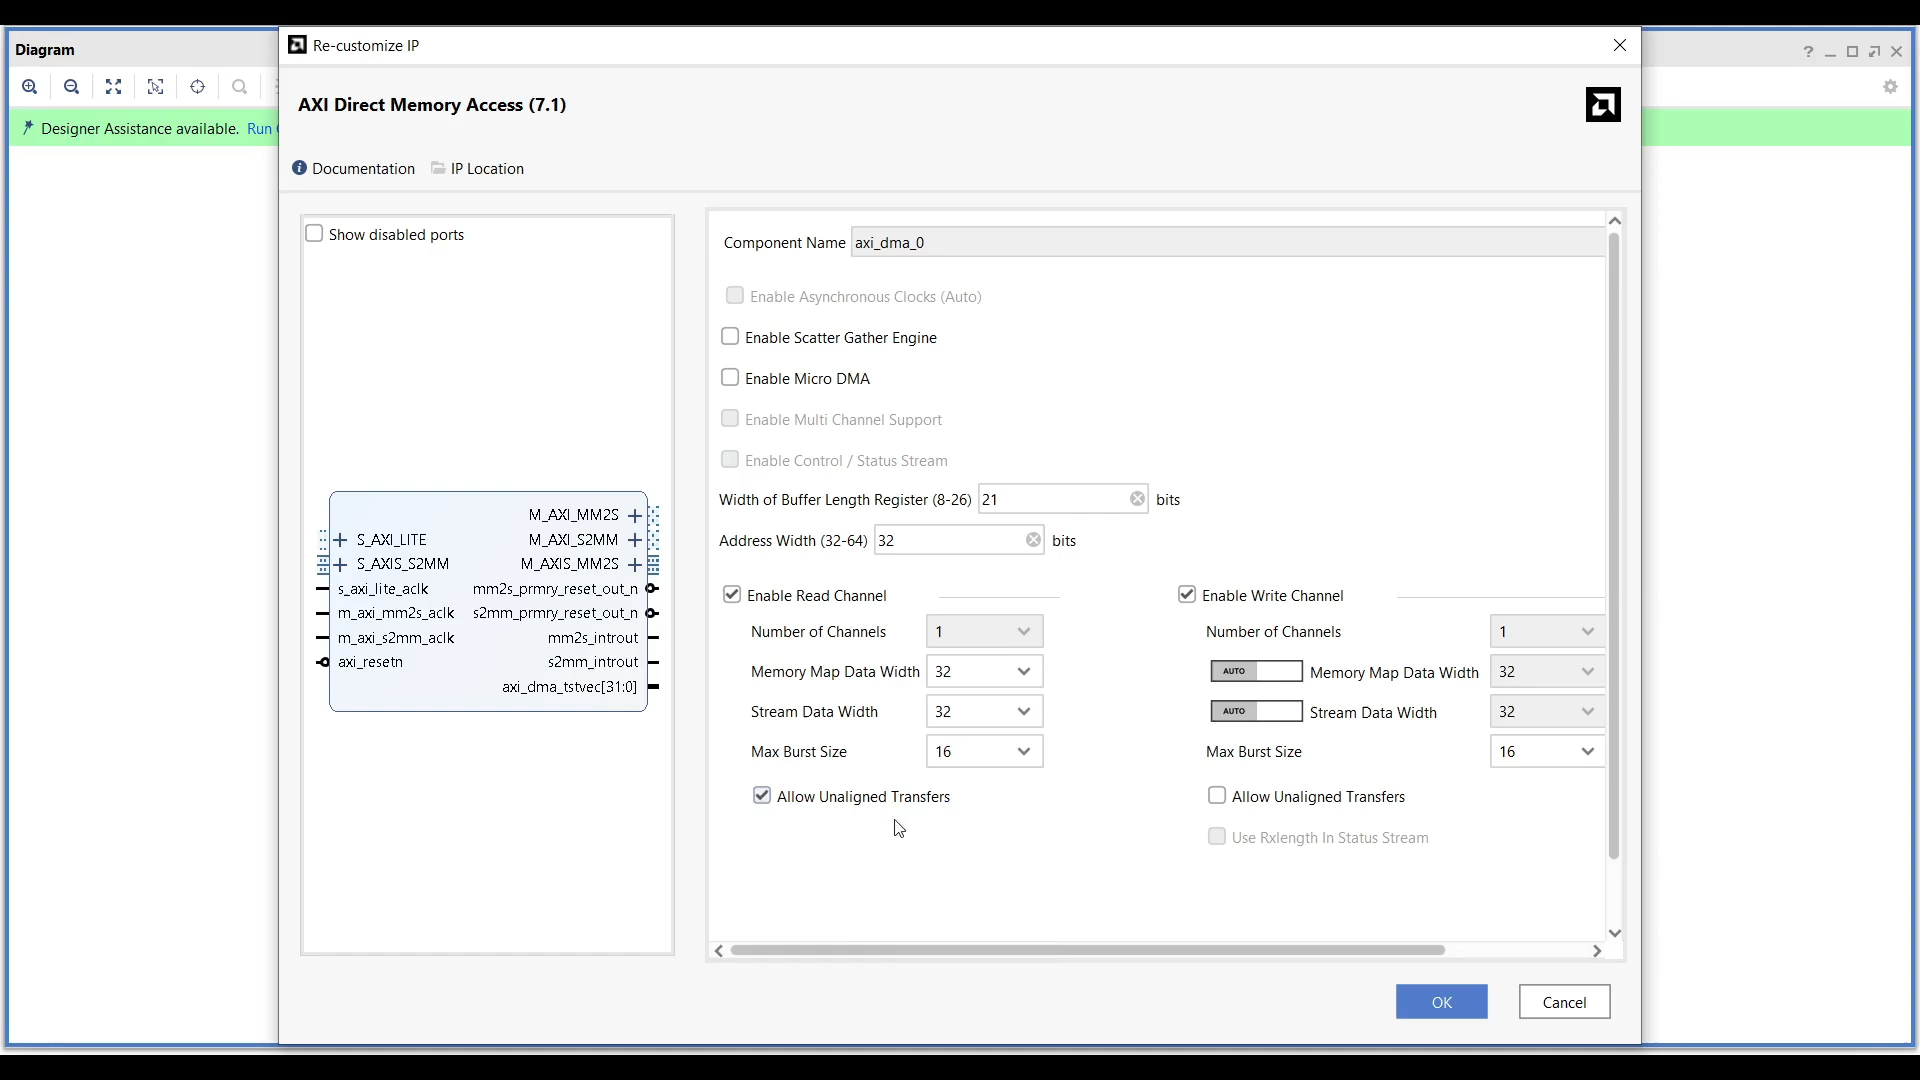 Re-customize IP
Diagram
?
AXI Direct Memory Access (7.1)
Designer Assistance available. Run
Documentation IP Location
Show disabled ports
Component Name axi_dma_0
Enable Asynchronous Clocks (Auto)
Enable Scatter Gather Engine
Enable Micro DMA
Enable Multi Channel Support
Enable Control / Status Stream
Width of Buffer Length Register (8-26) 21 bits
Address Width (32-64) 32 bits
M_AXI_MM2S
S_AXI_LITE M_AXI_S2MM
S_AXIS_S2MM M_AXIS_MM2S
s_axi_lite_aclk mm2s_prmry_reset_out_n
m_axi_mm2s_aclk s2mm_prmry_reset_out_n
m_axi_s2mm_aclk mm2s_introut
axi_resetn s2mm_introut
axi_dma_tstvec[31:0]
Enable Read Channel
Number of Channels 1
Memory Map Data Width 32
Stream Data Width 32
Max Burst Size 16
Allow Unaligned Transfers
Enable Write Channel
Number of Channels 1
AUTO Memory Map Data Width 32
AUTO Stream Data Width 32
Max Burst Size 16
Allow Unaligned Transfers
Use Rxlength In Status Stream
OK Cancel